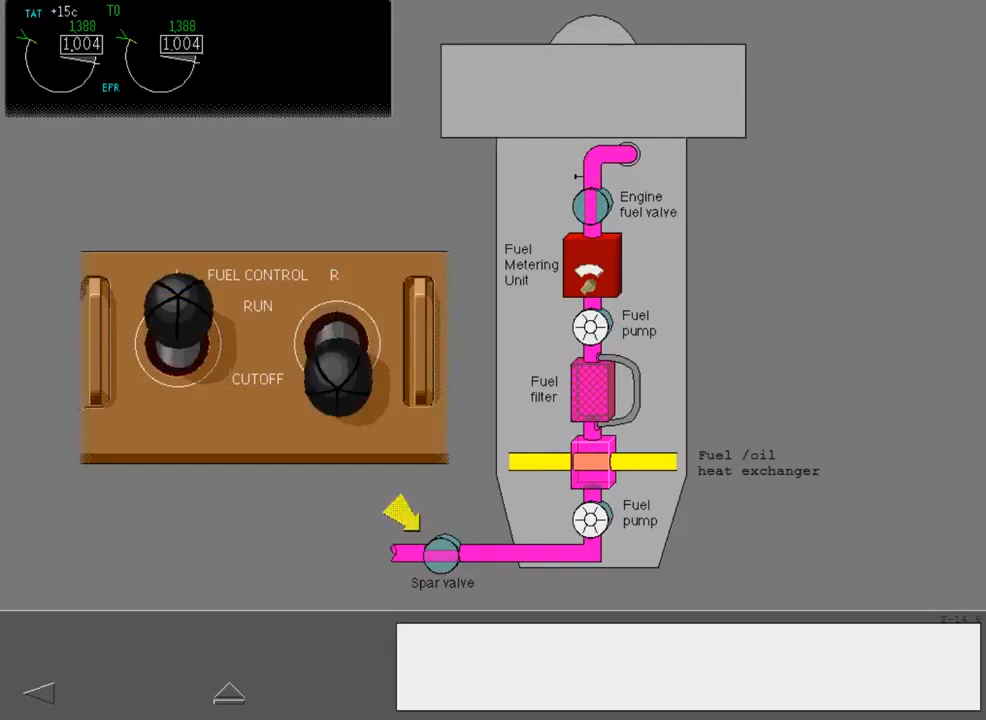 TAT +15c TO
1388 1388
1.004 1.004
EPR
FUEL CONTROL R
RUN
CUTOFF
Engine
fuel valve
Fuel
Metering
Unit
Fuel
pump
Fuel
filter
Fuel /oil
heat exchanger
Fuel
pump
Spar valve